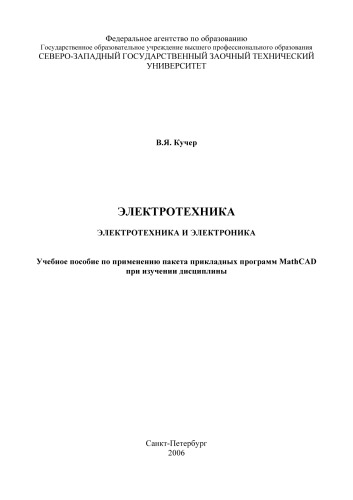 Федеральное агентство по образованию
Государственное образовательное учреждение высшего профессионального образования
СЕВЕРО-ЗАПАДНЫЙ ГОСУДАРСТВЕННЫЙ ЗАОЧНЫЙ ТЕХНИЧЕСКИЙ
УНИВЕРСИТЕТ
В.Я. Кучер
ЭЛЕКТРОТЕХНИКА
ЭЛЕКТРОТЕХНИКА И ЭЛЕКТРОНИКА
Учебное пособие по применению пакета прикладных программ MathCAD
при изучении дисциплины
Санкт-Петербург
2006